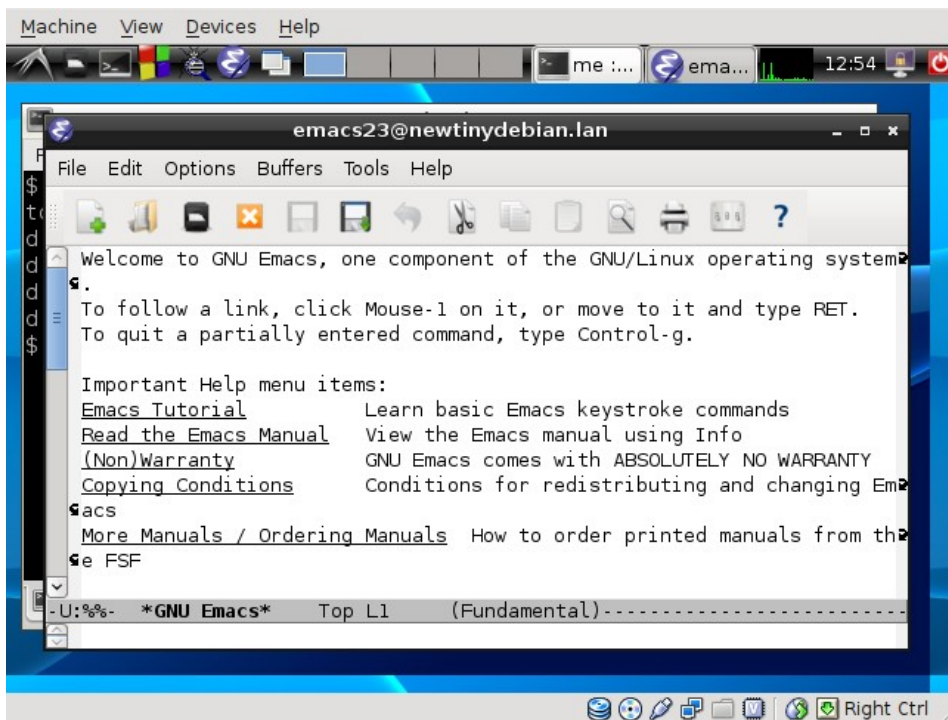 Machine View Devices Help
me :... ema... 12:54
emacs23@newtinydebian.lan
File Edit Options Buffers Tools Help
$
d
d
d
d
$
Welcome to GNU Emacs, one component of the GNU/Linux operating system
.
To follow a link, click Mouse-1 on it, or move to it and type RET.
To quit a partially entered command, type Control-g.
Important Help menu items:
Emacs Tutorial Learn basic Emacs keystroke commands
Read the Emacs Manual View the Emacs manual using Info
(Non)Warranty GNU Emacs comes with ABSOLUTELY NO WARRANTY
Copying Conditions Conditions for redistributing and changing Em
acs
More Manuals / Ordering Manuals How to order printed manuals from th
e FSF
-U:%%- *GNU Emacs* Top L1 (Fundamental)---------------------------
Right Ctrl